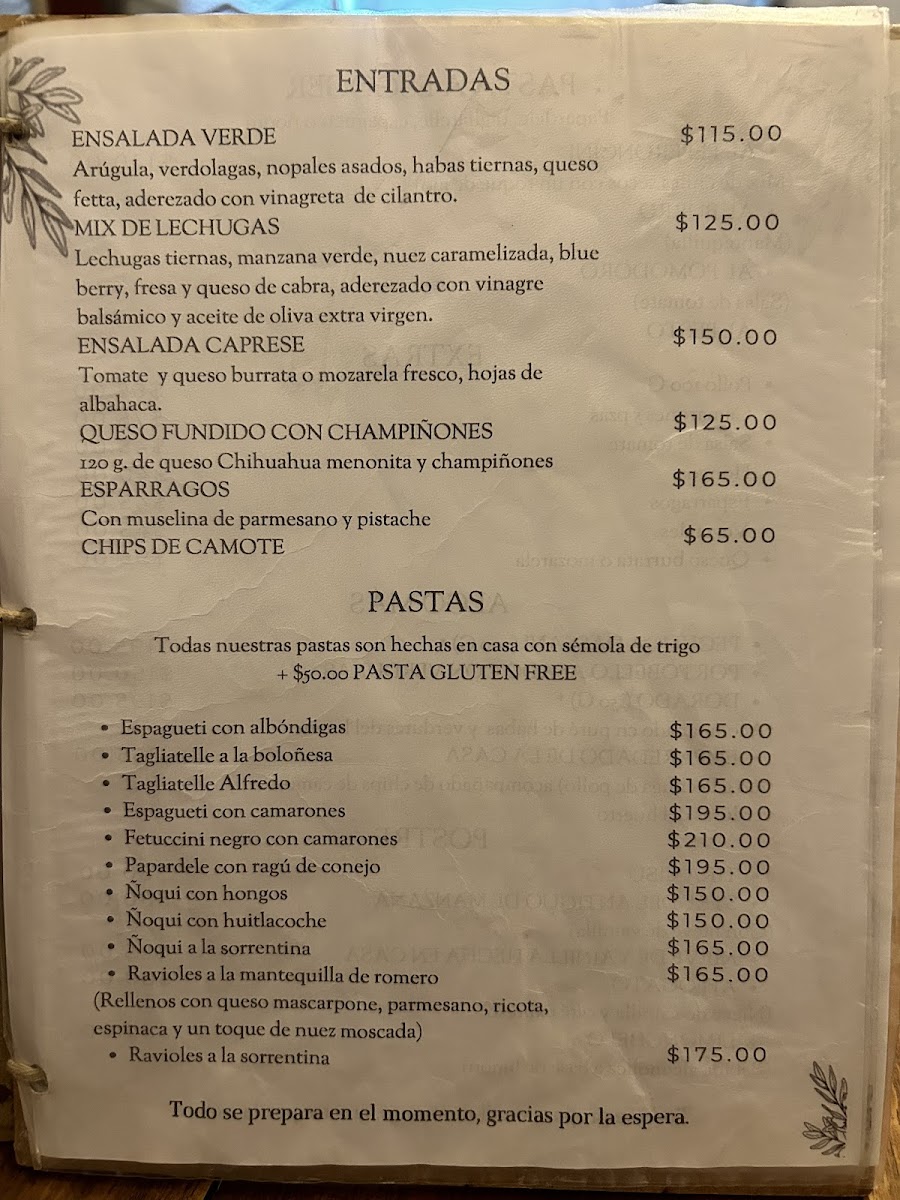 ENTRADAS
ENSALADA VERDE $115.00
Arúgula, verdolagas, nopales asados, habas tiernas, queso
fetta, aderezado con vinagreta de cilantro.
MIX DE LECHUGAS $125.00
Lechugas tiernas, manzana verde, nuez caramelizada, blue
berry, fresa y queso de cabra, aderezado con vinagre
balsámico y aceite de oliva extra virgen.
ENSALADA CAPRESE $150.00
Tomate y queso burrata o mozarela fresco, hojas de
albahaca.
QUESO FUNDIDO CON CHAMPIÑONES $125.00
120 g. de queso Chihuahua menonita y champiñones
ESPARRAGOS $165.00
Con muselina de parmesano y pistache
CHIPS DE CAMOTE $65.00
PASTAS
Todas nuestras pastas son hechas en casa con sémola de trigo
+ $50.00 PASTA GLUTEN FREE
• Espagueti con albóndigas $165.00
• Tagliatelle a la boloñesa $165.00
• Tagliatelle Alfredo $165.00
• Espagueti con camarones $195.00
• Fetuccini negro con camarones $210.00
• Papardele con ragú de conejo $195.00
• Ñoqui con hongos $150.00
• Ñoqui con huitlacoche $150.00
• Ñoqui a la sorrentina $165.00
• Ravioles a la mantequilla de romero $165.00
(Rellenos con queso mascarpone, parmesano, ricota,
espinaca y un toque de nuez moscada)
• Ravioles a la sorrentina $175.00
Todo se prepara en el momento, gracias por la espera.